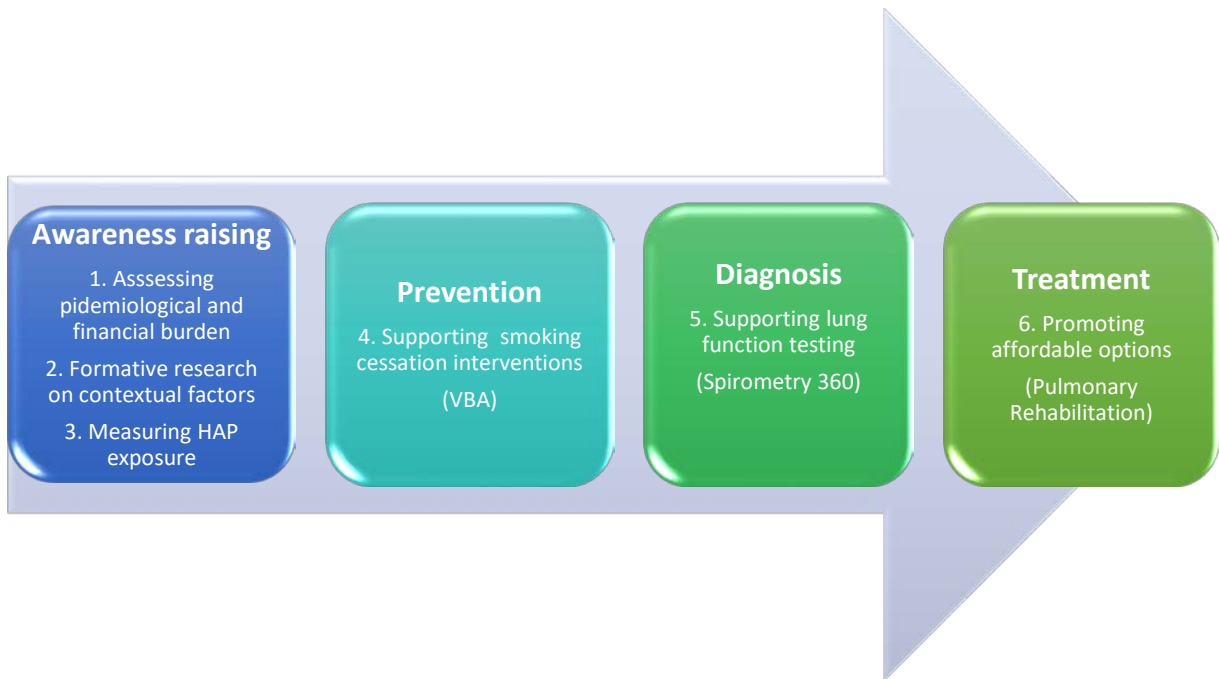 Awareness raising
1. Asssessing
pidemiological and
financial burden
2. Formative research
on contextual factors
3. Measuring HAP
exposure
Prevention
4. Supporting smoking
cessation interventions
(VBA)
Diagnosis
5. Supporting lung
function testing
(Spirometry 360)
Treatment
6. Promoting
affordable options
(Pulmonary
Rehabilitation)